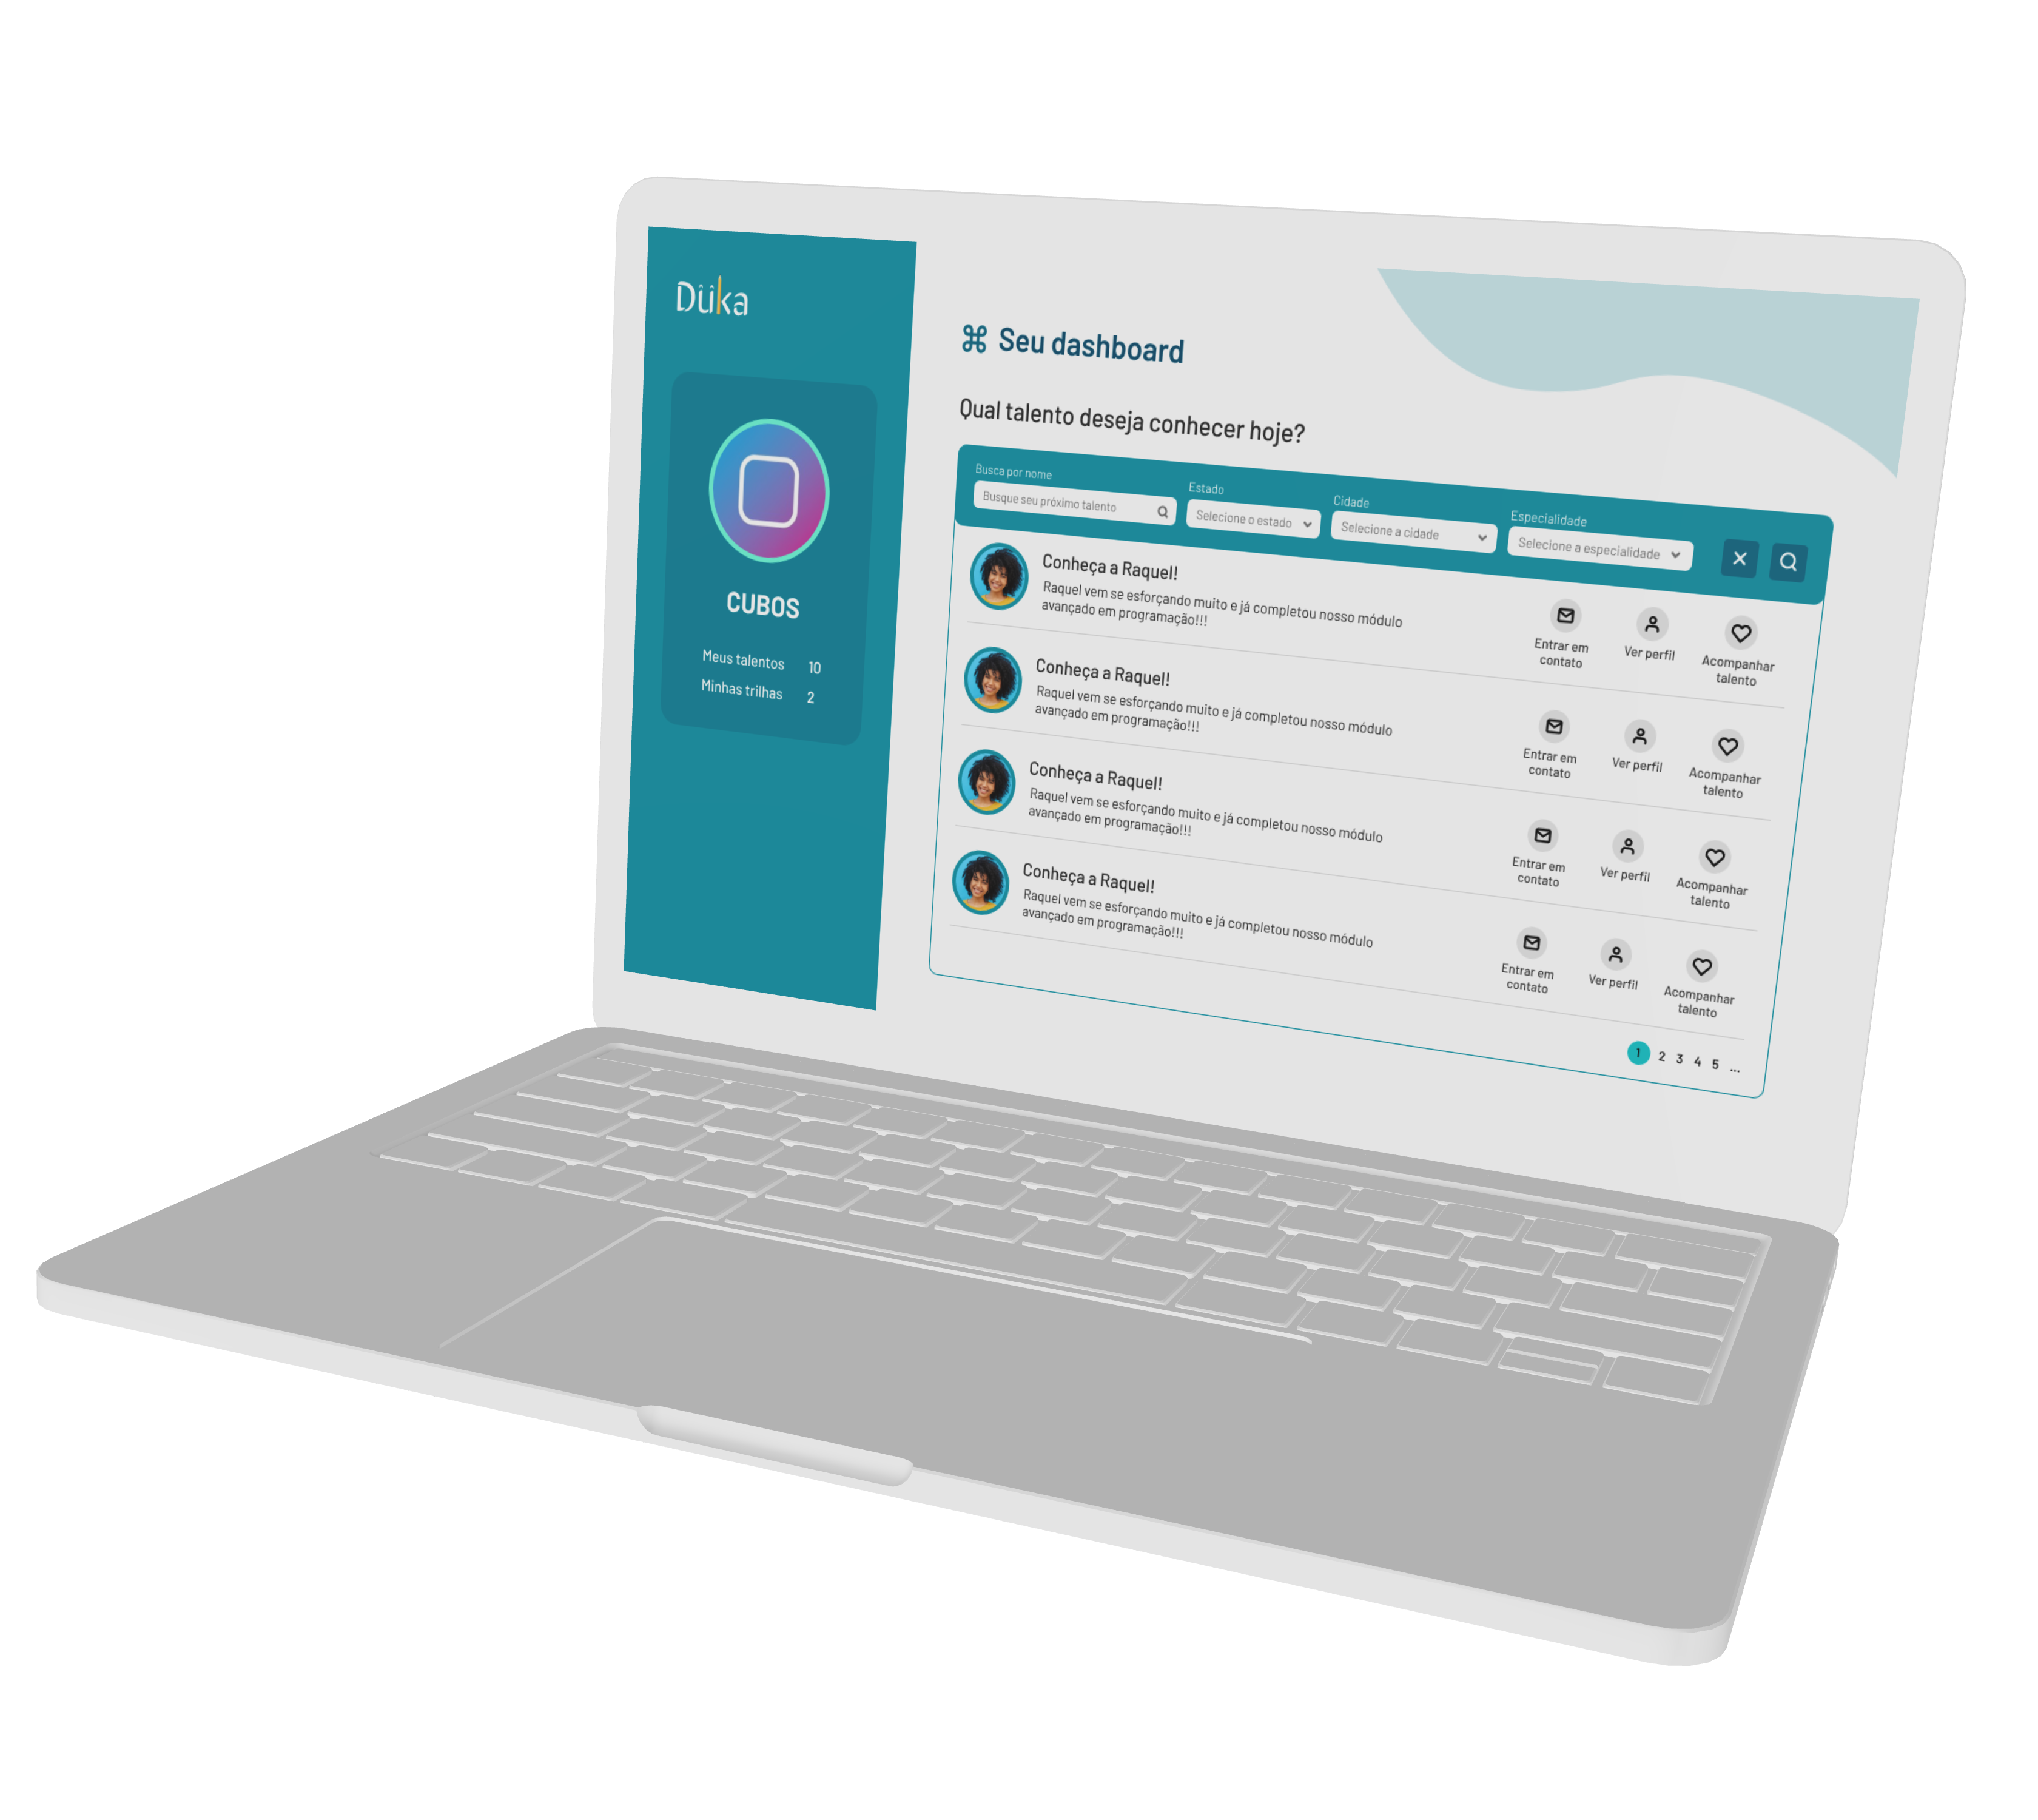 Dûka
CUBOS
Meus talentos 10
Minhas trilhas 2
Seu dashboard
Qual talento deseja conhecer hoje?
Busca por nome
Estado
Cidade
Especialidade
Busque seu próximo talento
Selecione o estado
Selecione a cidade
Selecione a especialidade
Conheça a Raquel!
Raquel vem se esforçando muito e já completou nosso módulo
avançado em programação!!!
Entrar em
contato
Ver perfil
Acompanhar
talento
Conheça a Raquel!
Raquel vem se esforçando muito e já completou nosso módulo
avançado em programação!!!
Entrar em
contato
Ver perfil
Acompanhar
talento
Conheça a Raquel!
Raquel vem se esforçando muito e já completou nosso módulo
avançado em programação!!!
Entrar em
contato
Ver perfil
Acompanhar
talento
Conheça a Raquel!
Raquel vem se esforçando muito e já completou nosso módulo
avançado em programação!!!
Entrar em
contato
Ver perfil
Acompanhar
talento
1 2 3 4 5 ...